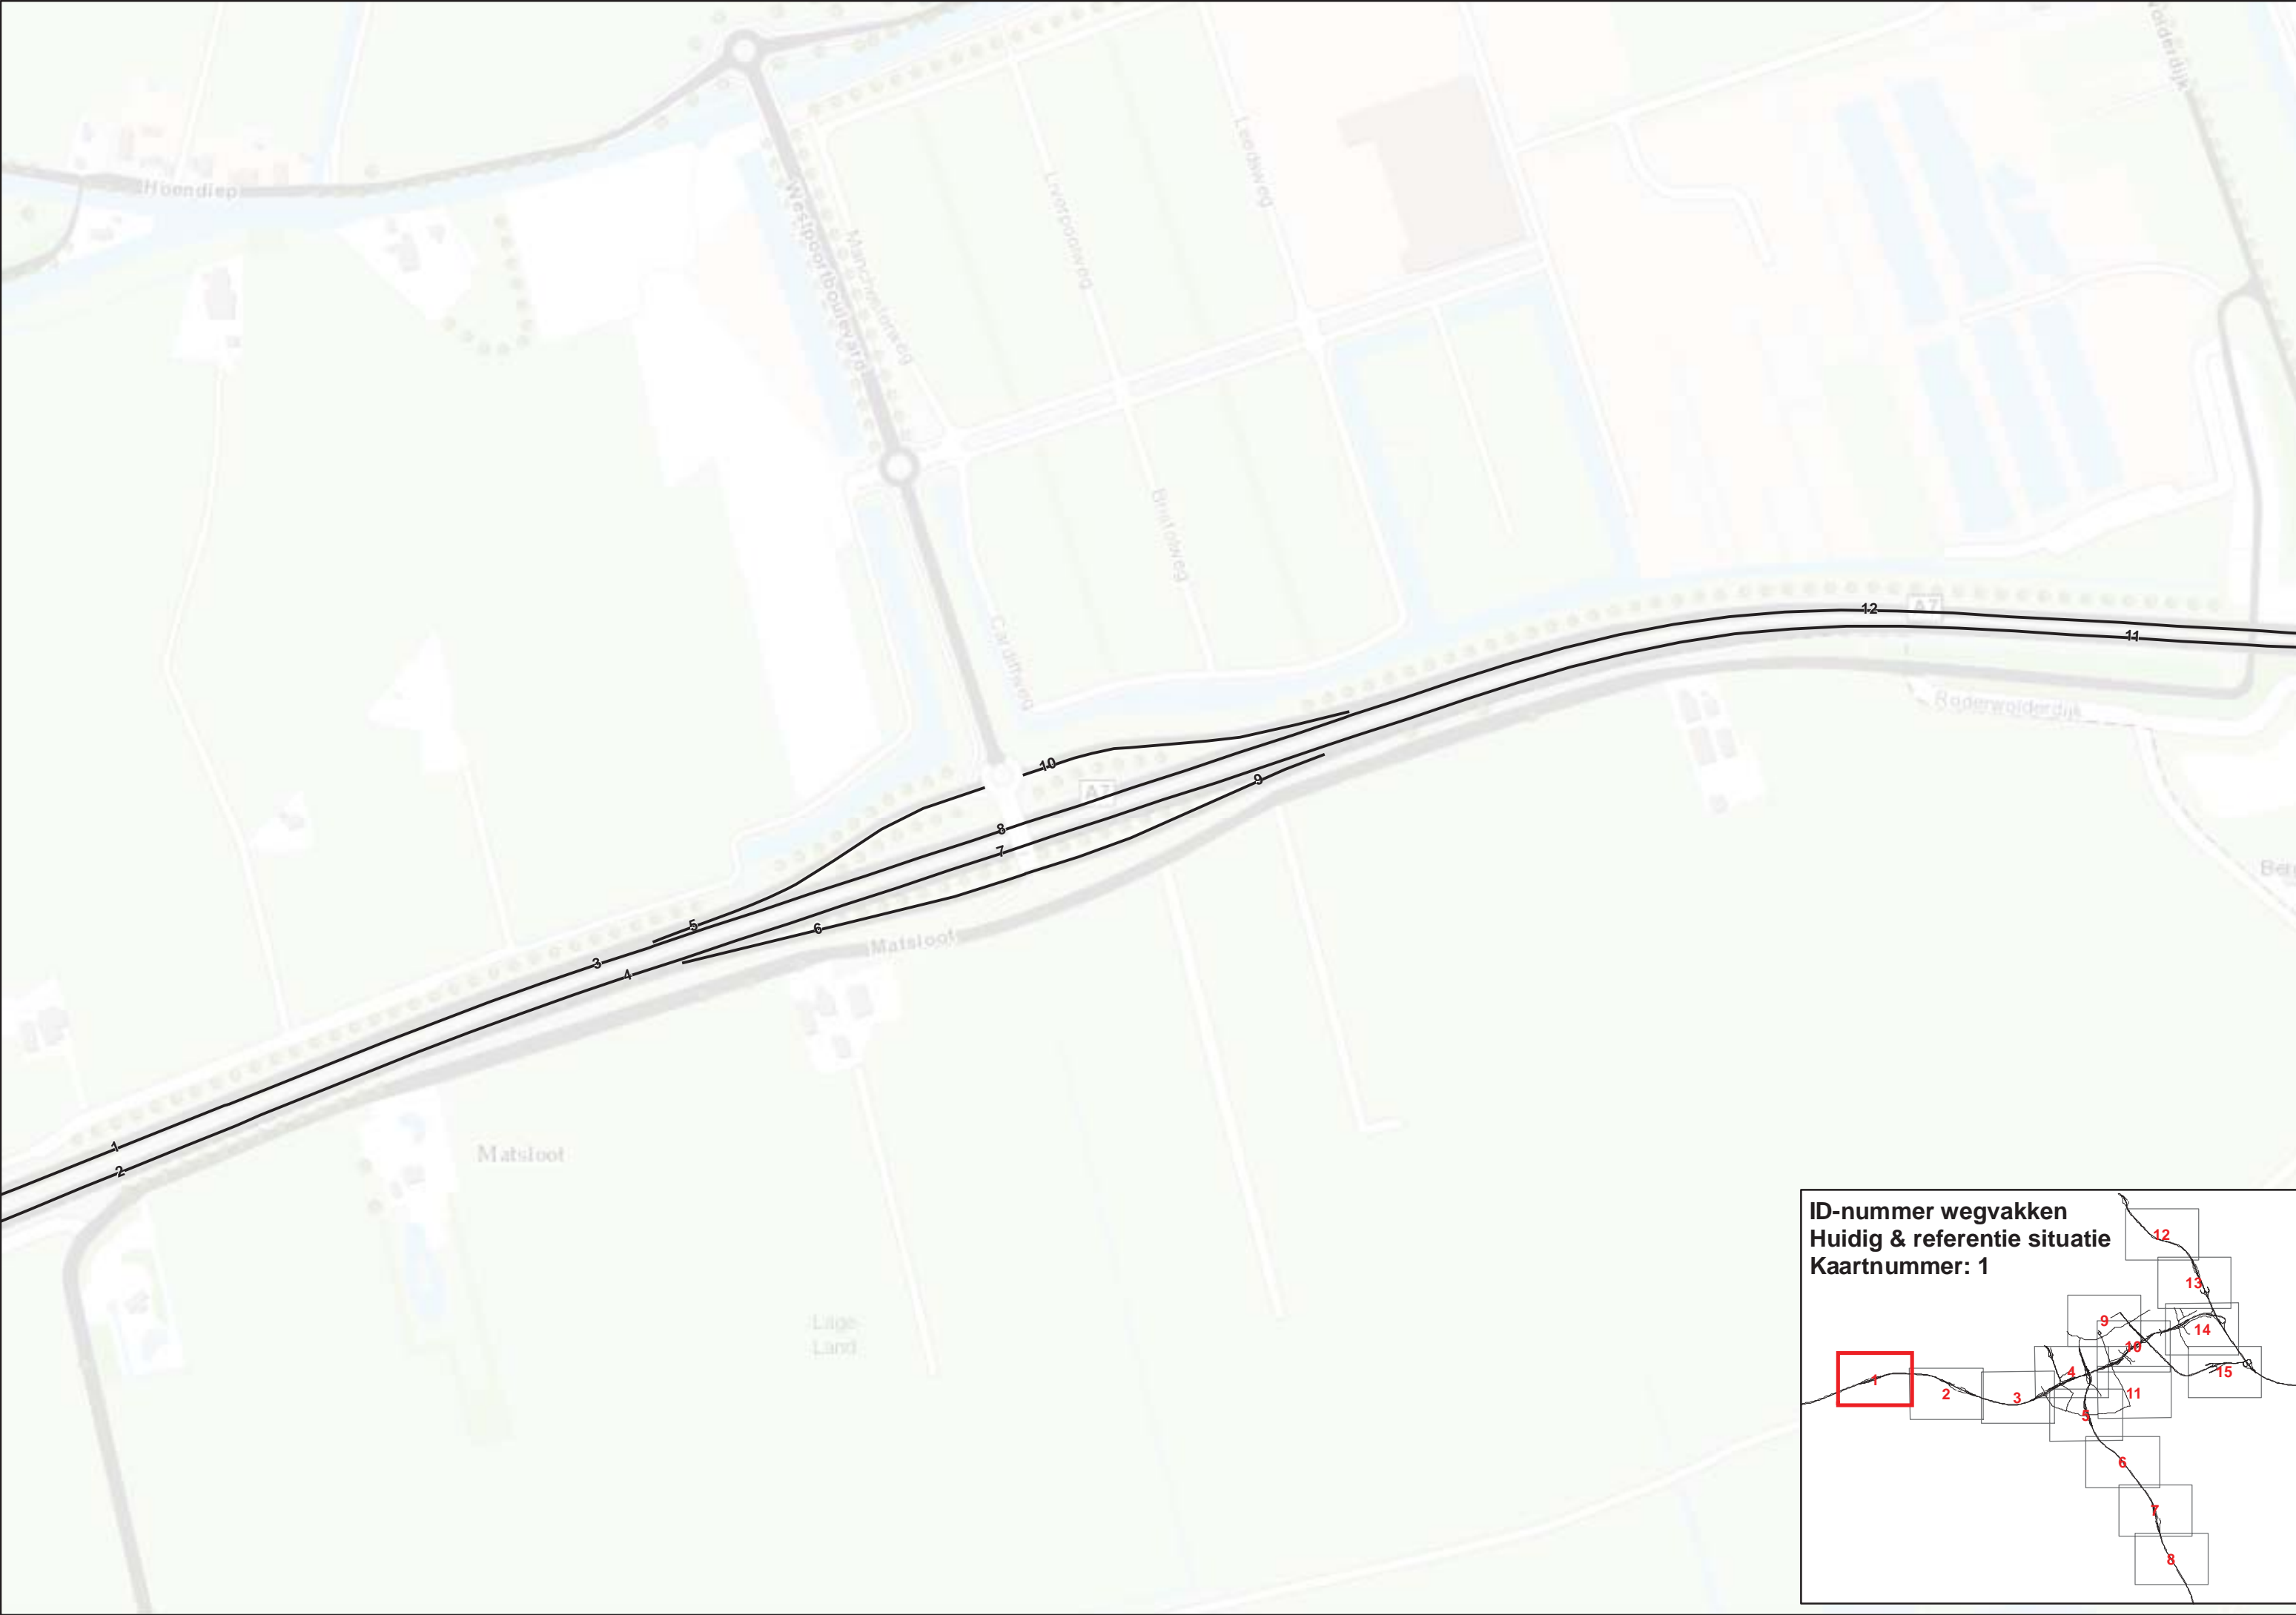 Hoendiep
Westpoortboulevard
Manchesterweg
Liverpoolweg
Leedsweg
Bristolweg
Cardiffweg
12
A7
11
Roderwolderdijk
10
A7
9
8
7
5
6
Matsloot
3
4
1
2
Matsloot
Lage
Land
ID-nummer wegvakken
Huidig & referentie situatie
Kaartnummer: 1
12
13
9
14
10
4
15
1
2
3
11
5
6
7
8